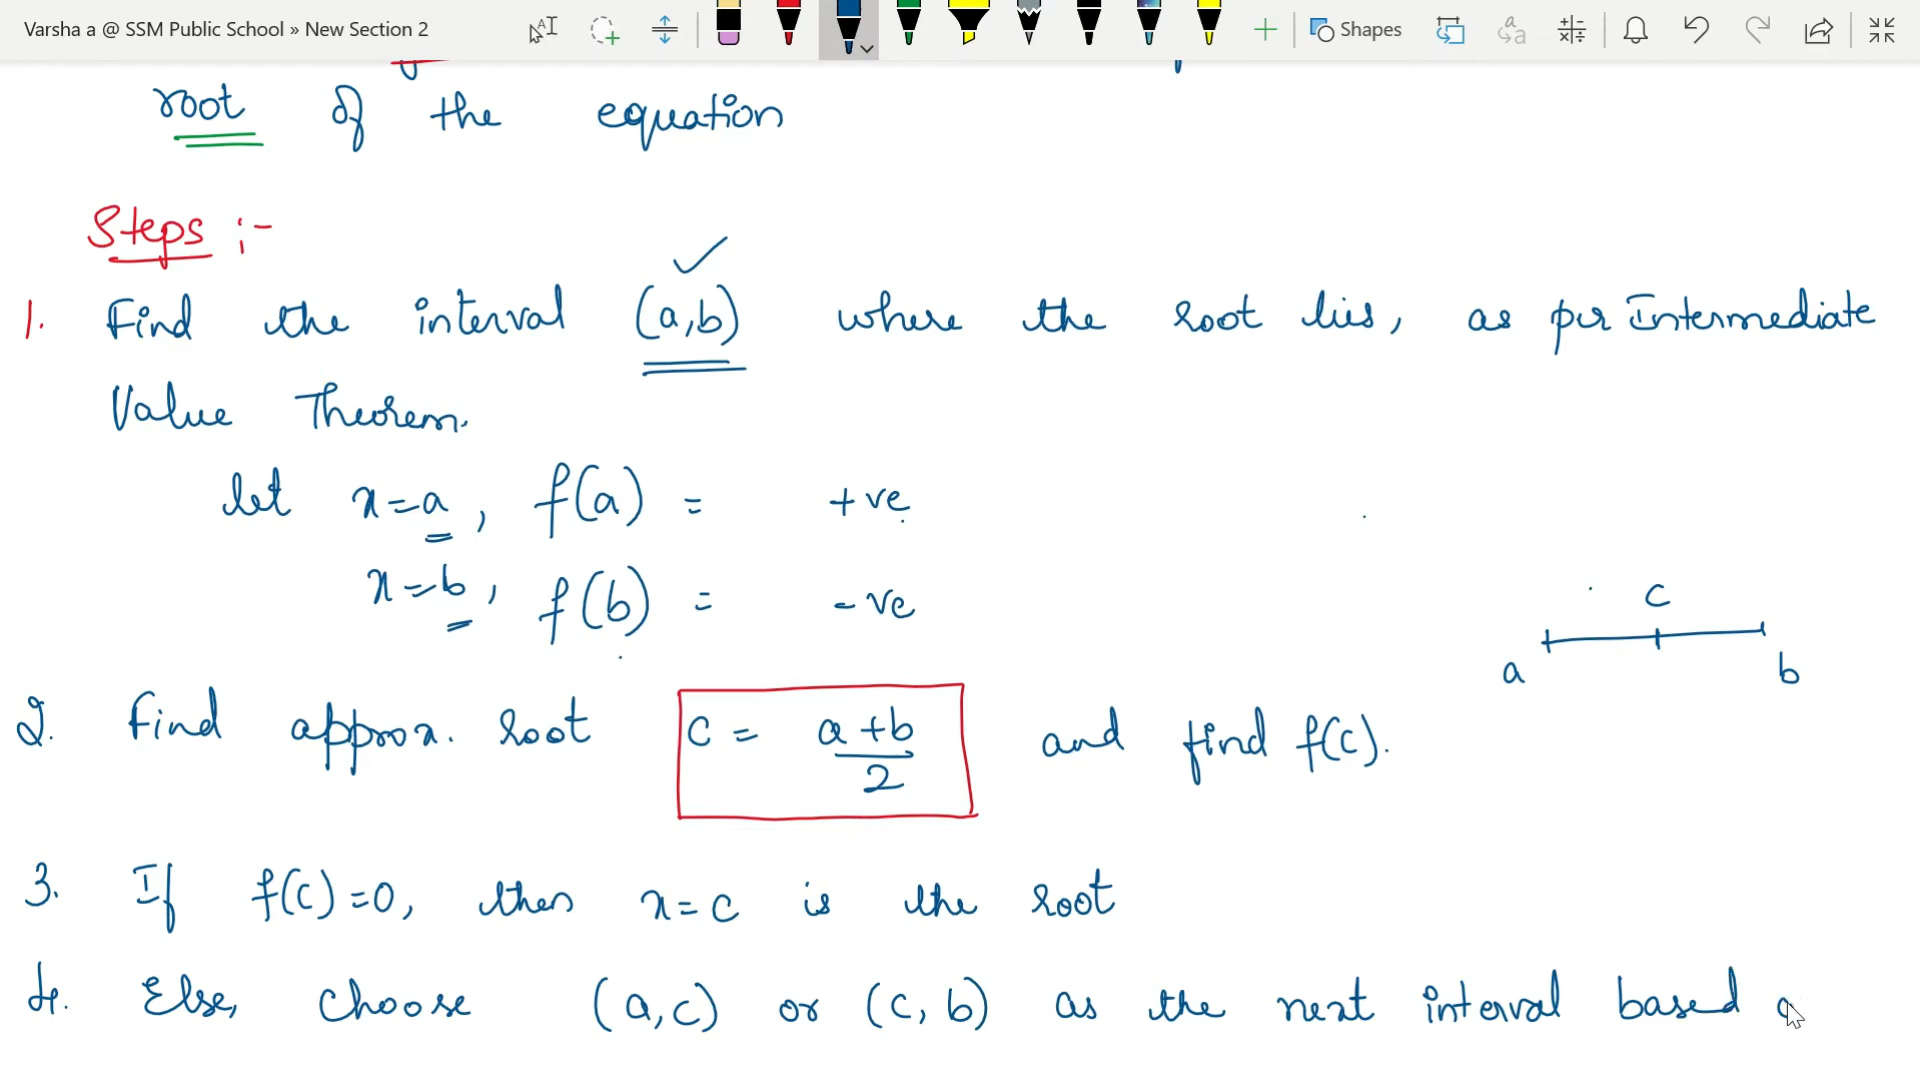 Varsha a @ SSM Public School » New Section 2
Shapes
root of the equation
Steps :-
1. Find the interval (a,b) where the root lies, as per Intermediate
Value Theorem.
let x=a, f(a) = +ve
x=b, f(b) = -ve
c
a b
2. Find approx. root c = a+b/2 and find f(c).
3. If f(c)=0, then x=c is the root
4. Else, choose (a,c) or (c,b) as the next interval based